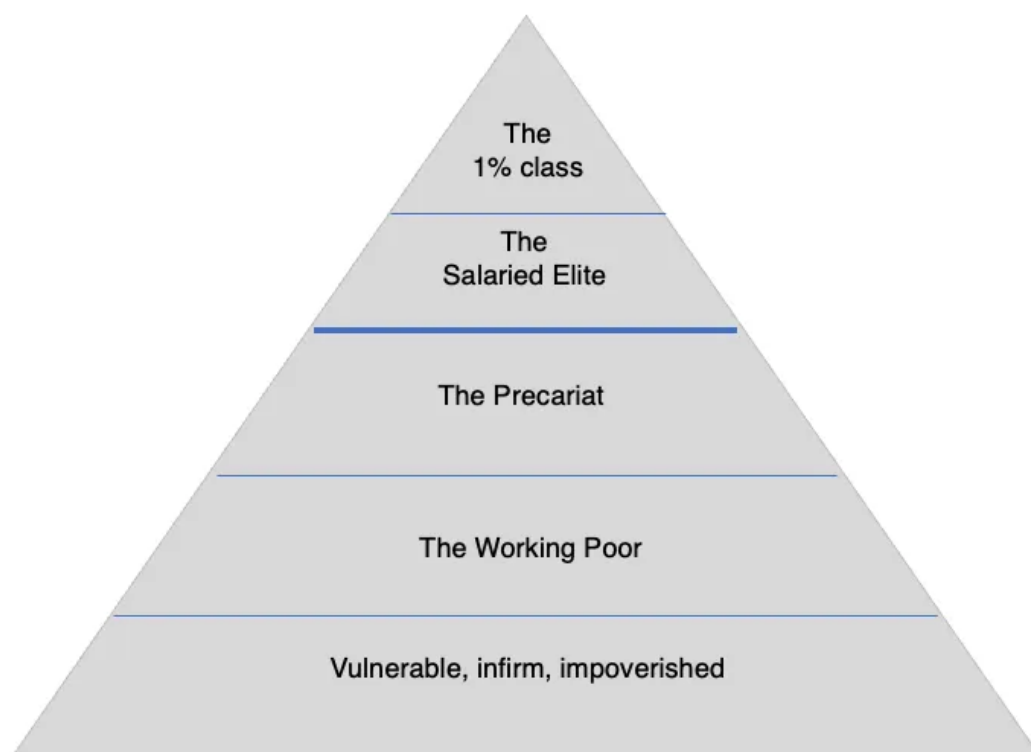 The
1% class
The
Salaried Elite
The Precariat
The Working Poor
Vulnerable, infirm, impoverished